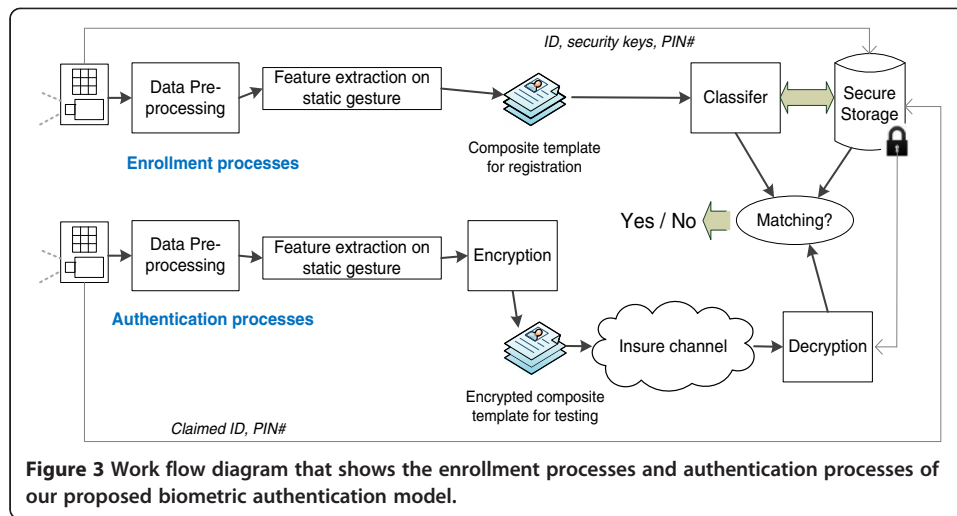 ID, security keys, PIN#
Data Pre-
processing
Feature extraction on
static gesture
Classifer
Secure
Storage
Enrollment processes
Composite template
for registration
Yes / No
Matching?
Data Pre-
processing
Feature extraction on
static gesture
Encryption
Authentication processes
Insure channel
Decryption
Encrypted composite
template for testing
Claimed ID, PIN#
Figure 3 Work flow diagram that shows the enrollment processes and authentication processes of
our proposed biometric authentication model.